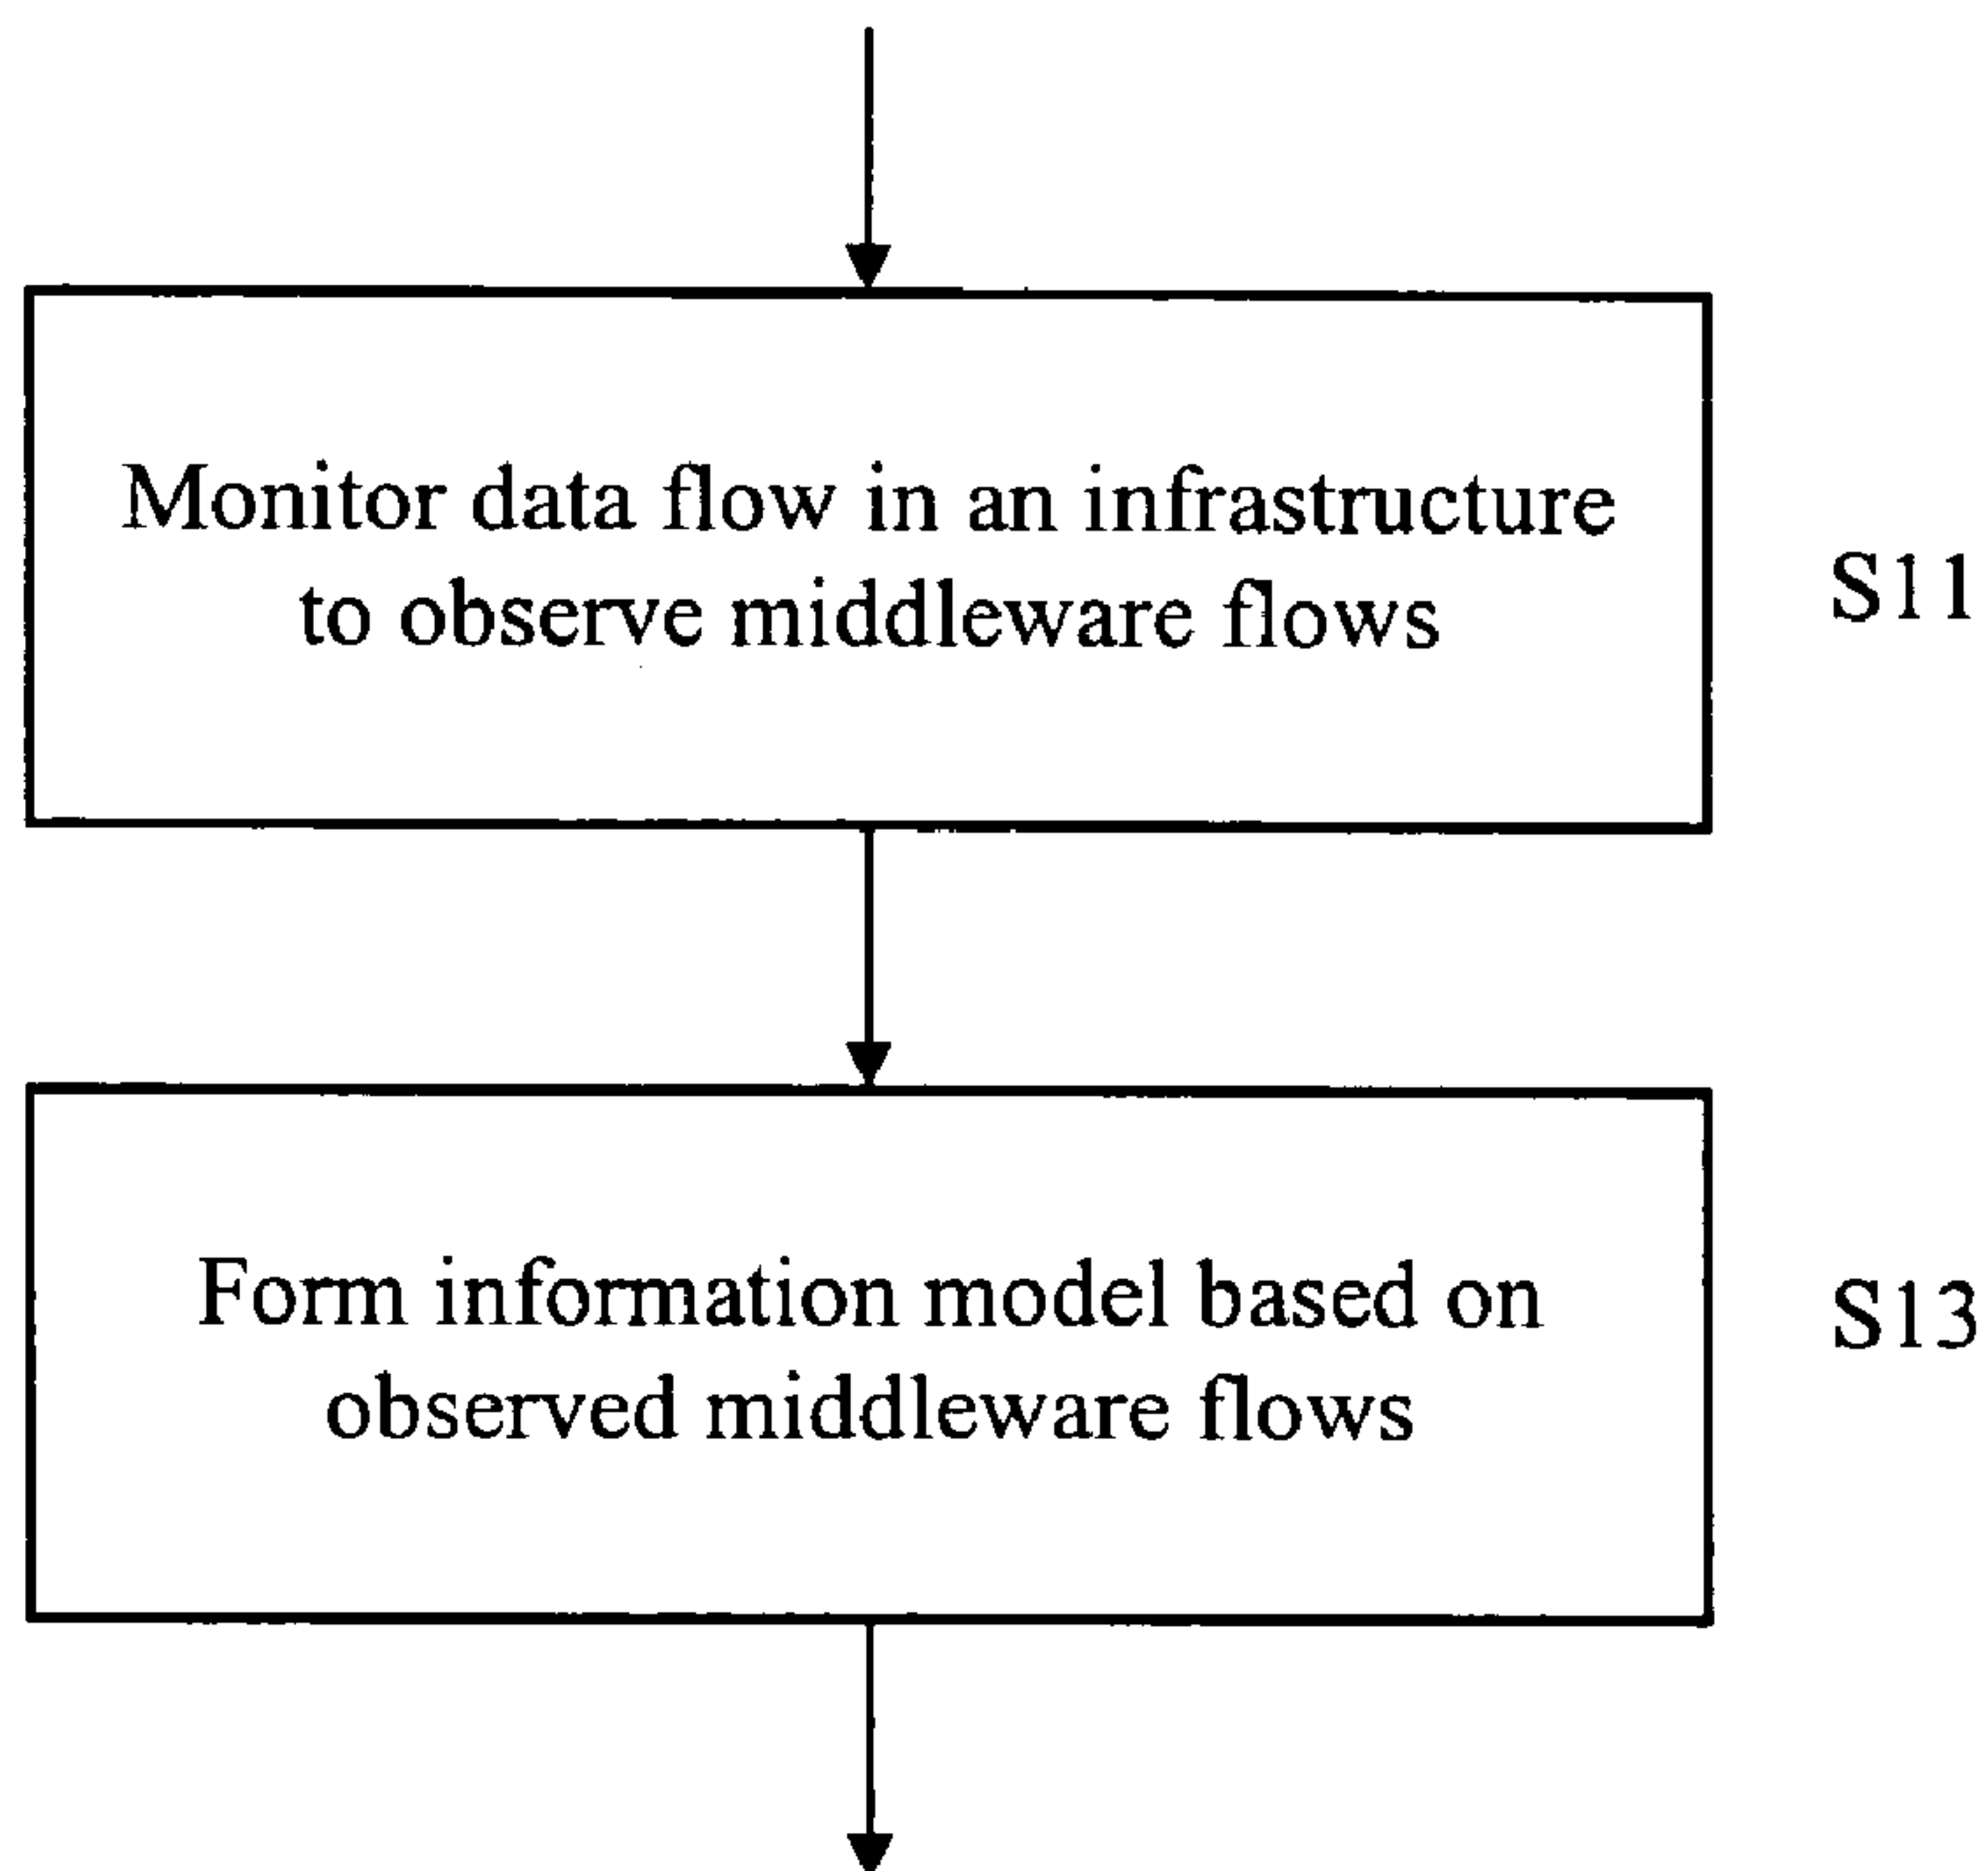 Monitor data flow in an infrastructure
to observe middleware flows
S11
Form information model based on
observed middleware flows
S13